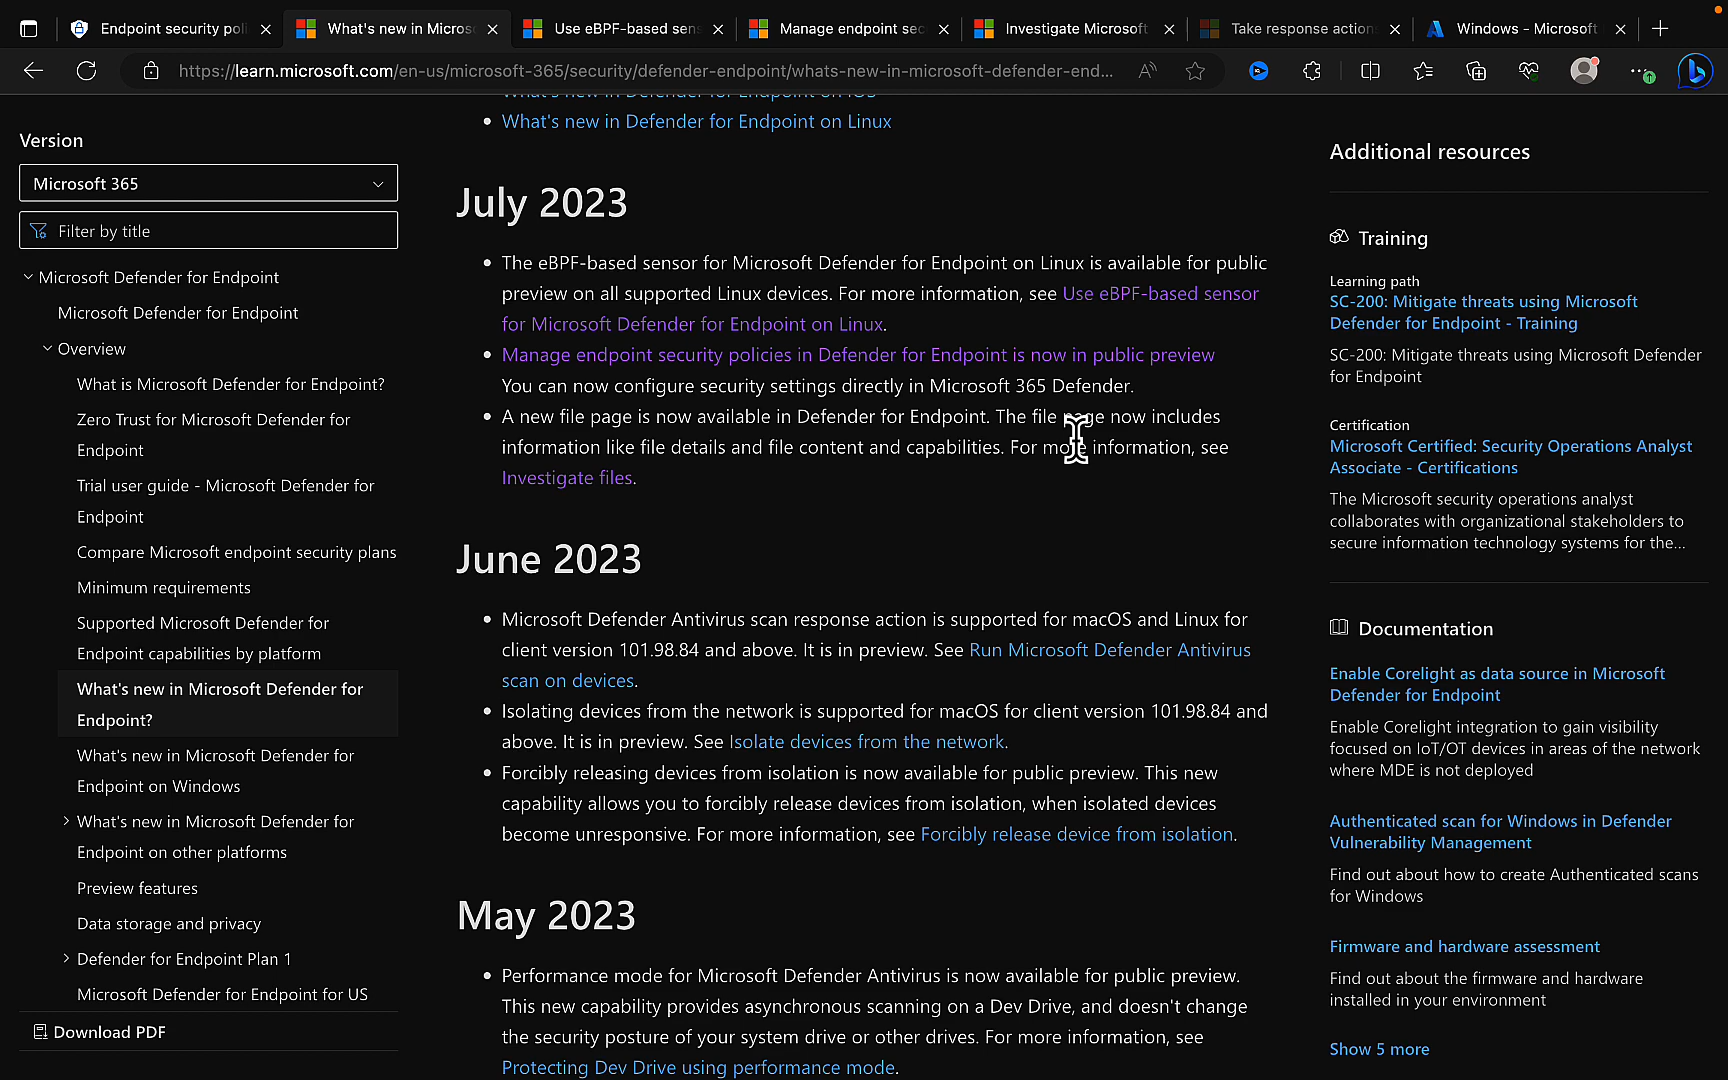 Endpoint security poli
What's new in Micros
Use eBPF-based sen
Manage endpoint sec
Investigate Microsoft
Take response action
Windows - Microsoft
https://learn.microsoft.com/en-us/microsoft-365/security/defender-endpoint/whats-new-in-microsoft-defender-end...
Version
Microsoft 365
Filter by title
Microsoft Defender for Endpoint
Microsoft Defender for Endpoint
Overview
What is Microsoft Defender for Endpoint?
Zero Trust for Microsoft Defender for
Endpoint
Trial user guide - Microsoft Defender for
Endpoint
Compare Microsoft endpoint security plans
Minimum requirements
Supported Microsoft Defender for
Endpoint capabilities by platform
What's new in Microsoft Defender for
Endpoint?
What's new in Microsoft Defender for
Endpoint on Windows
What's new in Microsoft Defender for
Endpoint on other platforms
Preview features
Data storage and privacy
Defender for Endpoint Plan 1
Microsoft Defender for Endpoint for US
Download PDF
What's new in Defender for Endpoint on iOS
What's new in Defender for Endpoint on Linux
July 2023
The eBPF-based sensor for Microsoft Defender for Endpoint on Linux is available for public
preview on all supported Linux devices. For more information, see Use eBPF-based sensor
for Microsoft Defender for Endpoint on Linux.
Manage endpoint security policies in Defender for Endpoint is now in public preview
You can now configure security settings directly in Microsoft 365 Defender.
A new file page is now available in Defender for Endpoint. The file page now includes
information like file details and file content and capabilities. For more information, see
Investigate files.
June 2023
Microsoft Defender Antivirus scan response action is supported for macOS and Linux for
client version 101.98.84 and above. It is in preview. See Run Microsoft Defender Antivirus
scan on devices.
Isolating devices from the network is supported for macOS for client version 101.98.84 and
above. It is in preview. See Isolate devices from the network.
Forcibly releasing devices from isolation is now available for public preview. This new
capability allows you to forcibly release devices from isolation, when isolated devices
become unresponsive. For more information, see Forcibly release device from isolation.
May 2023
Performance mode for Microsoft Defender Antivirus is now available for public preview.
This new capability provides asynchronous scanning on a Dev Drive, and doesn't change
the security posture of your system drive or other drives. For more information, see
Protecting Dev Drive using performance mode.
Additional resources
Training
Learning path
SC-200: Mitigate threats using Microsoft
Defender for Endpoint - Training
SC-200: Mitigate threats using Microsoft Defender
for Endpoint
Certification
Microsoft Certified: Security Operations Analyst
Associate - Certifications
The Microsoft security operations analyst
collaborates with organizational stakeholders to
secure information technology systems for the...
Documentation
Enable Corelight as data source in Microsoft
Defender for Endpoint
Enable Corelight integration to gain visibility
focused on IoT/OT devices in areas of the network
where MDE is not deployed
Authenticated scan for Windows in Defender
Vulnerability Management
Find out about how to create Authenticated scans
for Windows
Firmware and hardware assessment
Find out about the firmware and hardware
installed in your environment
Show 5 more